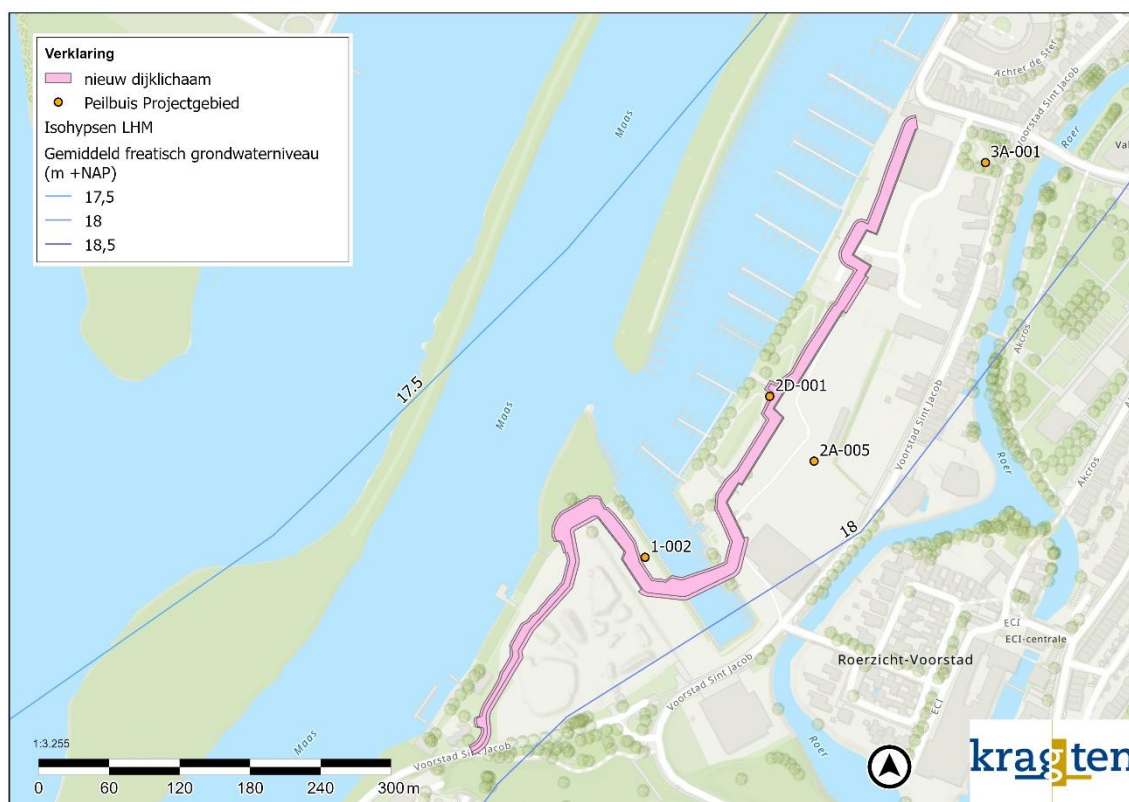 Verklaring
nieuw dijklichaam
Peilbuis Projectgebied
Isohypsen LHM
Gemiddeld freatisch grondwaterniveau
(m +NAP)
17,5
18
18,5
Maas
Maas
Maas
Maas
Achter de Ster
Voorstad Sint Jacob
Roer
Val
3A-001
17.5
2D-001
2A-005
Voorstad Sint Jacob
Roer
Akcros
Akcros
18
1-002
Voorstad Sint Jacob
Roerzicht-Voorstad
ECI
ECI-centrale
ECI
Roer
Voorstad Sint Jacob
1:3.255
0 60 120 180 240 300 m
kragten